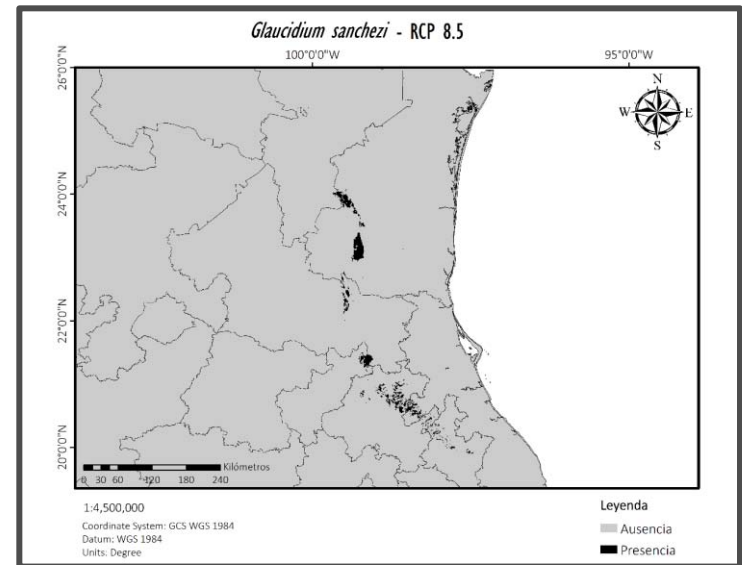 Glaucidium sanchezi - RCP 8.5
100°0'0"W 95°0'0"W
26°0'0"N
24°0'0"N
22°0'0"N
20°0'0"N
N
W E
S
Kilómetros
0 30 60 120 180 240
1:4,500,000
Coordinate System: GCS WGS 1984
Datum: WGS 1984
Units: Degree
Leyenda
Ausencia
Presencia